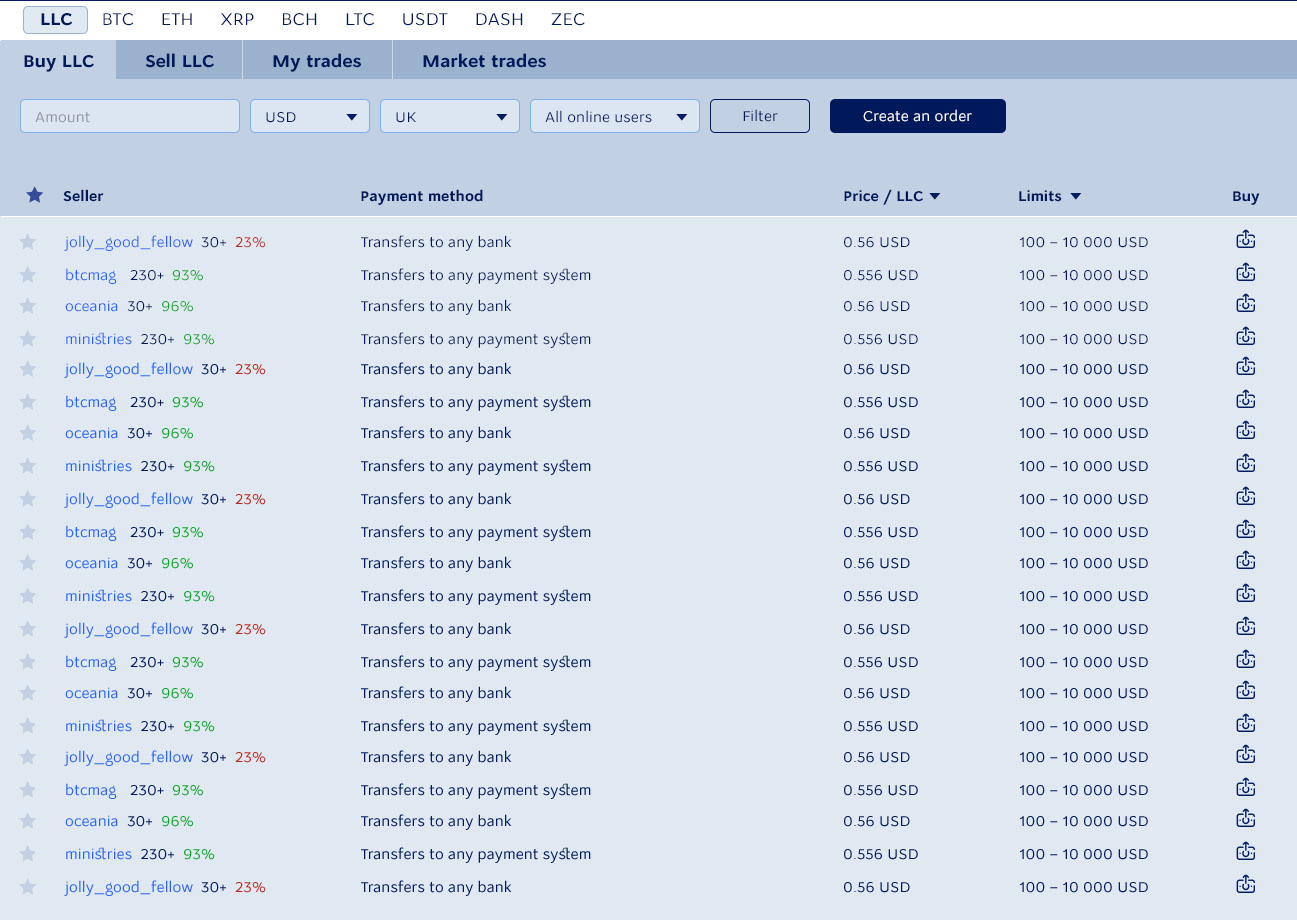 LLC BTC ETH XRP BCH LTC USDT DASH ZEC
Buy LLC Sell LLC My trades Market trades
Amount USD UK All online users Filter Create an order
Seller Payment method Price / LLC Limits Buy
jolly_good_fellow 30+ 23% Transfers to any bank 0.56 USD 100 – 10 000 USD
btcmag 230+ 93% Transfers to any payment system 0.556 USD 100 – 10 000 USD
oceania 30+ 96% Transfers to any bank 0.56 USD 100 – 10 000 USD
ministries 230+ 93% Transfers to any payment system 0.556 USD 100 – 10 000 USD
jolly_good_fellow 30+ 23% Transfers to any bank 0.56 USD 100 – 10 000 USD
btcmag 230+ 93% Transfers to any payment system 0.556 USD 100 – 10 000 USD
oceania 30+ 96% Transfers to any bank 0.56 USD 100 – 10 000 USD
ministries 230+ 93% Transfers to any payment system 0.556 USD 100 – 10 000 USD
jolly_good_fellow 30+ 23% Transfers to any bank 0.56 USD 100 – 10 000 USD
btcmag 230+ 93% Transfers to any payment system 0.556 USD 100 – 10 000 USD
oceania 30+ 96% Transfers to any bank 0.56 USD 100 – 10 000 USD
ministries 230+ 93% Transfers to any payment system 0.556 USD 100 – 10 000 USD
jolly_good_fellow 30+ 23% Transfers to any bank 0.56 USD 100 – 10 000 USD
btcmag 230+ 93% Transfers to any payment system 0.556 USD 100 – 10 000 USD
oceania 30+ 96% Transfers to any bank 0.56 USD 100 – 10 000 USD
ministries 230+ 93% Transfers to any payment system 0.556 USD 100 – 10 000 USD
jolly_good_fellow 30+ 23% Transfers to any bank 0.56 USD 100 – 10 000 USD
btcmag 230+ 93% Transfers to any payment system 0.556 USD 100 – 10 000 USD
oceania 30+ 96% Transfers to any bank 0.56 USD 100 – 10 000 USD
ministries 230+ 93% Transfers to any payment system 0.556 USD 100 – 10 000 USD
jolly_good_fellow 30+ 23% Transfers to any bank 0.56 USD 100 – 10 000 USD